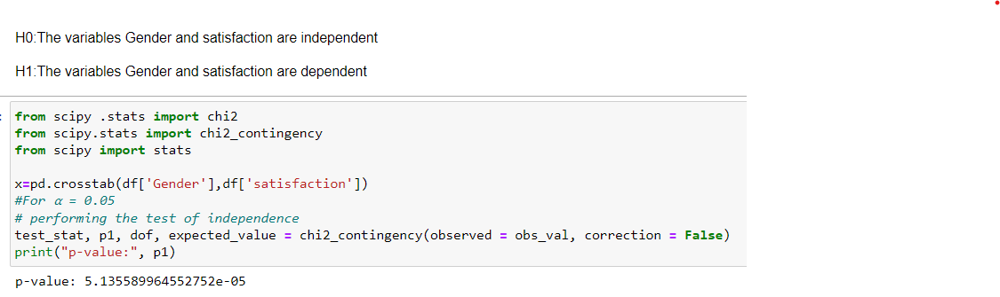 H0:The variables Gender and satisfaction are independent
H1:The variables Gender and satisfaction are dependent
from scipy .stats import chi2
from scipy.stats import chi2_contingency
from scipy import stats
x=pd.crosstab(df['Gender'],df['satisfaction'])
#For α = 0.05
# performing the test of independence
test_stat, p1, dof, expected_value = chi2_contingency(observed = obs_val, correction = False)
print("p-value:", p1)
p-value: 5.135589964552752e-05